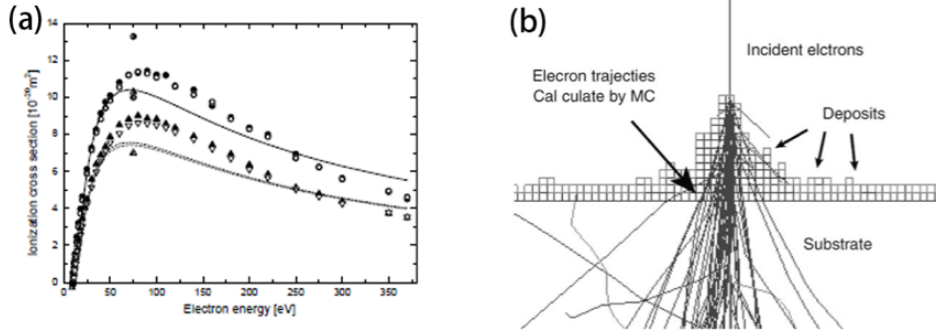 (a)
14
12
10
8
6
4
2
0
Ionization cross section [10⁻²⁰m²]
0 50 100 150 200 250 300 350
Electron energy [eV]
(b)
Incident elctrons
Elecron trajecties
Cal culate by MC
Deposits
Substrate